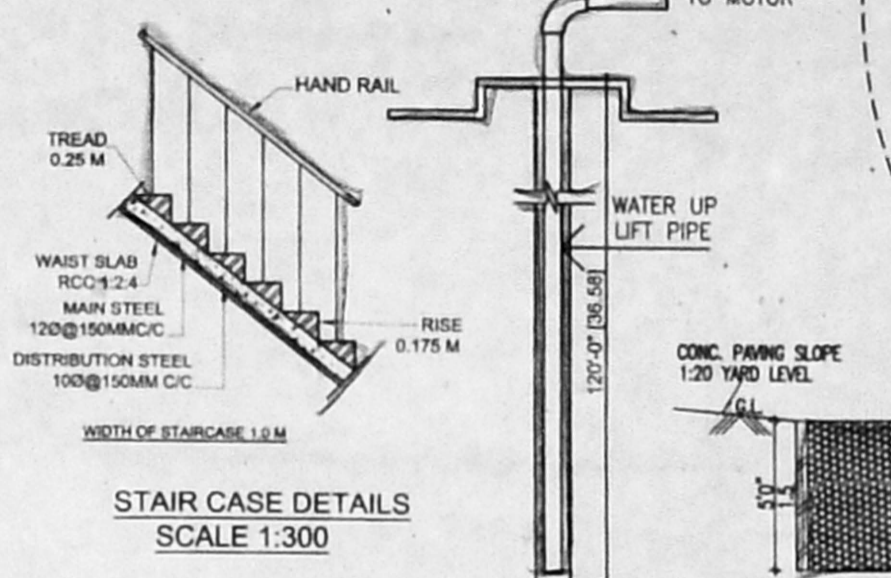 TO MOTOR
HAND RAIL
TREAD
0.25 M
WAIST SLAB
RCC 1:2:4
MAIN STEEL
12Ø@150MMC/C
DISTRIBUTION STEEL
10Ø@150MM C/C
RISE
0.175 M
WIDTH OF STAIRCASE 1.0 M
STAIR CASE DETAILS
SCALE 1:300
WATER UP
LIFT PIPE
120'-0" [36.58]
CONC. PAVING SLOPE
1:20 YARD LEVEL
G.L
5'0"